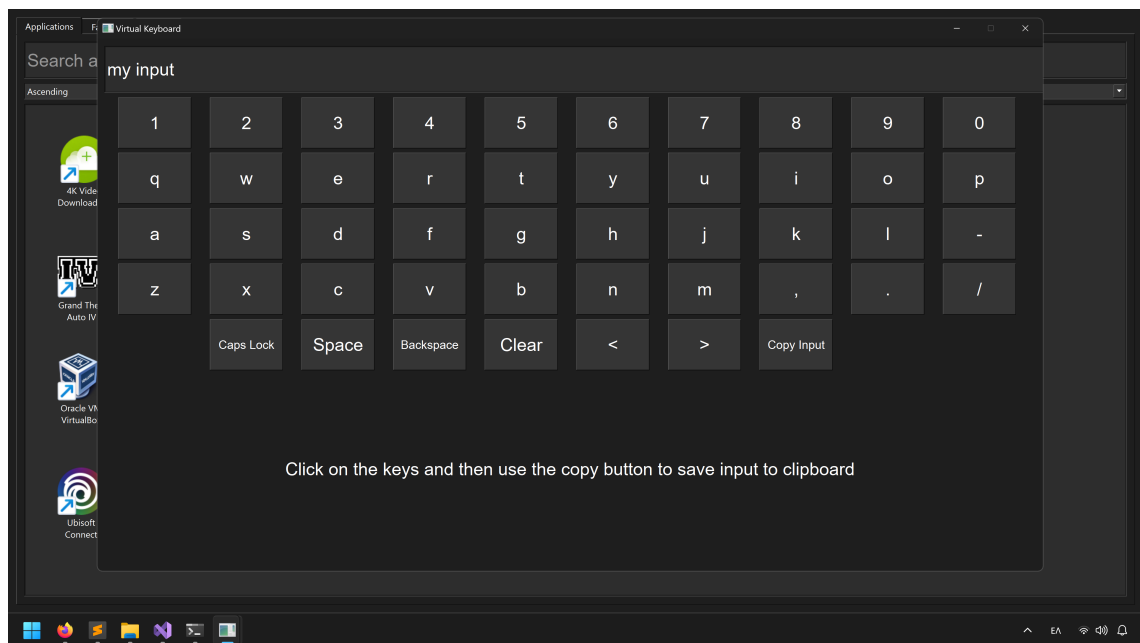 Applications
Virtual Keyboard
Search a
my input
Ascending
1 2 3 4 5 6 7 8 9 0
q w e r t y u i o p
a s d f g h j k l -
z x c v b n m , . /
Caps Lock Space Backspace Clear < > Copy Input
4K Vide
Download
Grand The
Auto IV
Oracle VM
VirtualBo
Ubisoft
Connect
Click on the keys and then use the copy button to save input to clipboard
ΕΛ